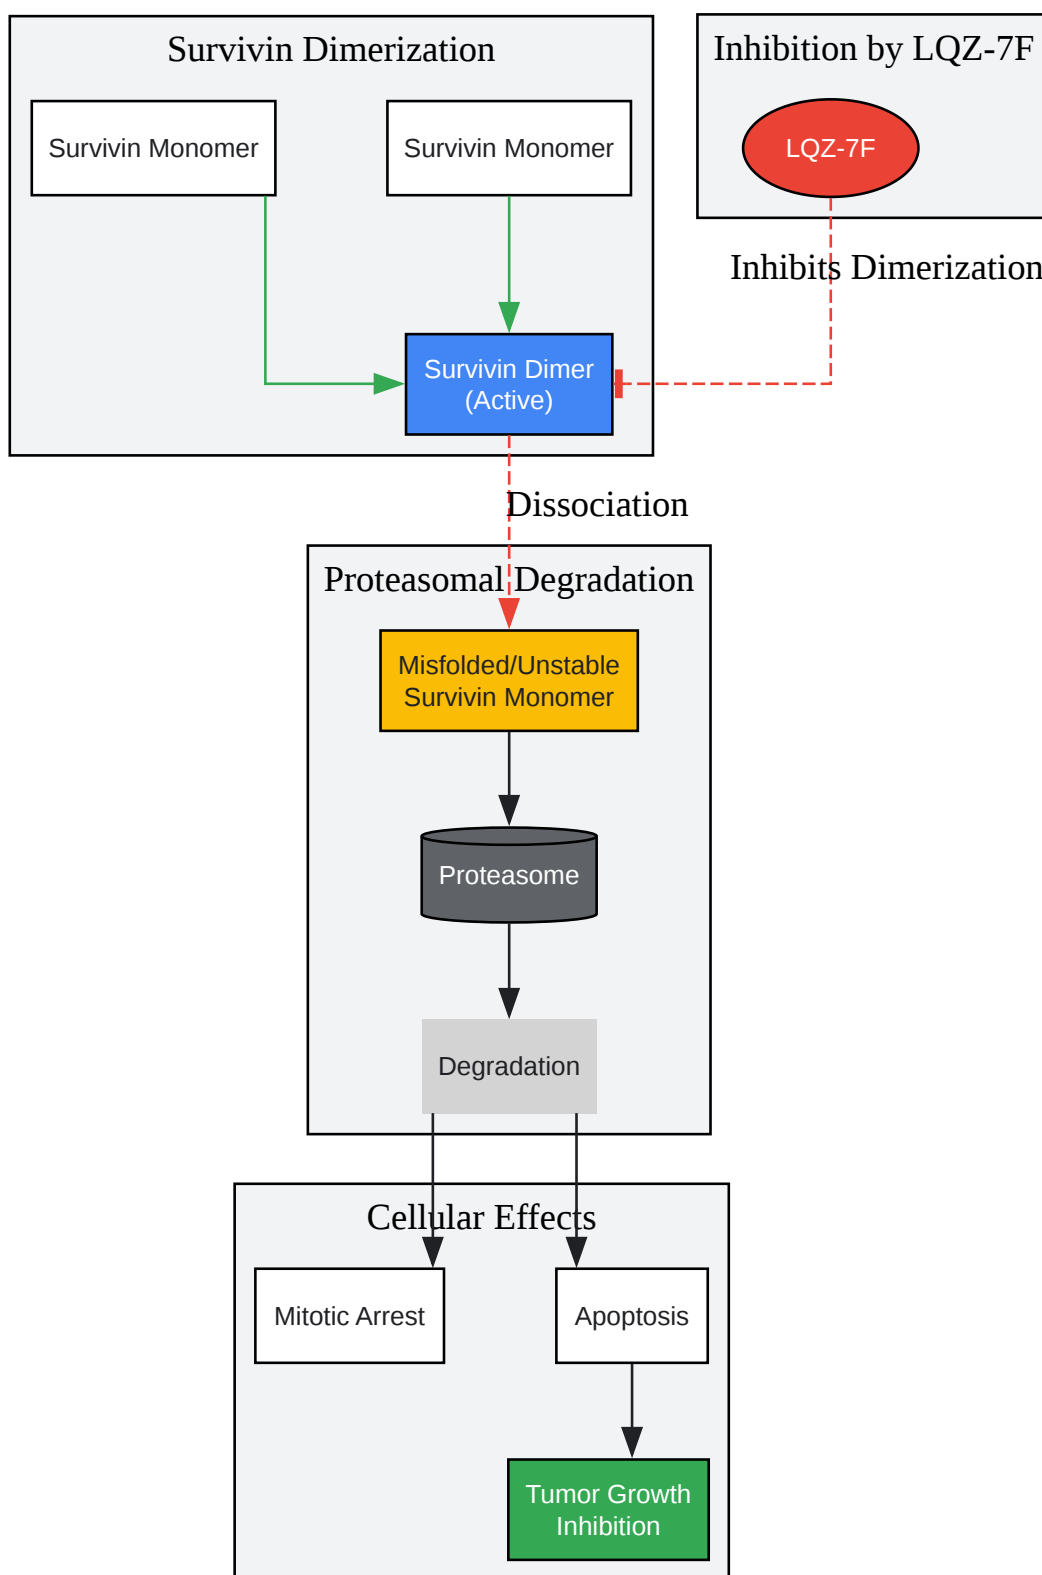 Survivin Dimerization
Inhibition by LQZ-7F
Survivin Monomer
Survivin Monomer
LQZ-7F
Inhibits Dimerization
Survivin Dimer
(Active)
Dissociation
Proteasomal Degradation
Misfolded/Unstable
Survivin Monomer
Proteasome
Degradation
Cellular Effects
Mitotic Arrest
Apoptosis
Tumor Growth
Inhibition